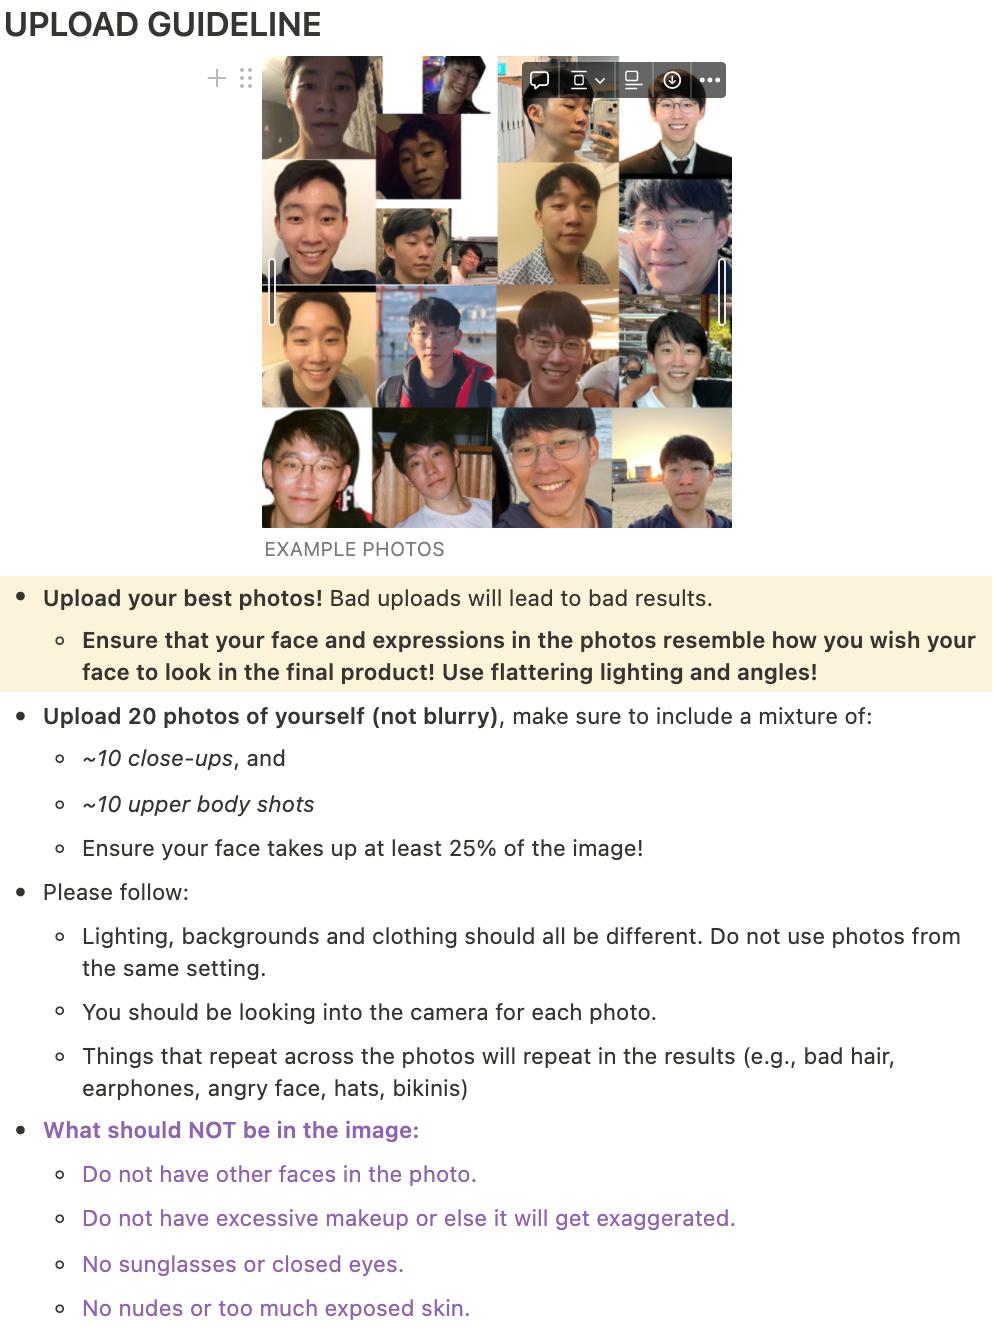 UPLOAD GUIDELINE
EXAMPLE PHOTOS
Upload your best photos! Bad uploads will lead to bad results.
Ensure that your face and expressions in the photos resemble how you wish your
face to look in the final product! Use flattering lighting and angles!
Upload 20 photos of yourself (not blurry), make sure to include a mixture of:
~10 close-ups, and
~10 upper body shots
Ensure your face takes up at least 25% of the image!
Please follow:
Lighting, backgrounds and clothing should all be different. Do not use photos from
the same setting.
You should be looking into the camera for each photo.
Things that repeat across the photos will repeat in the results (e.g., bad hair,
earphones, angry face, hats, bikinis)
What should NOT be in the image:
Do not have other faces in the photo.
Do not have excessive makeup or else it will get exaggerated.
No sunglasses or closed eyes.
No nudes or too much exposed skin.